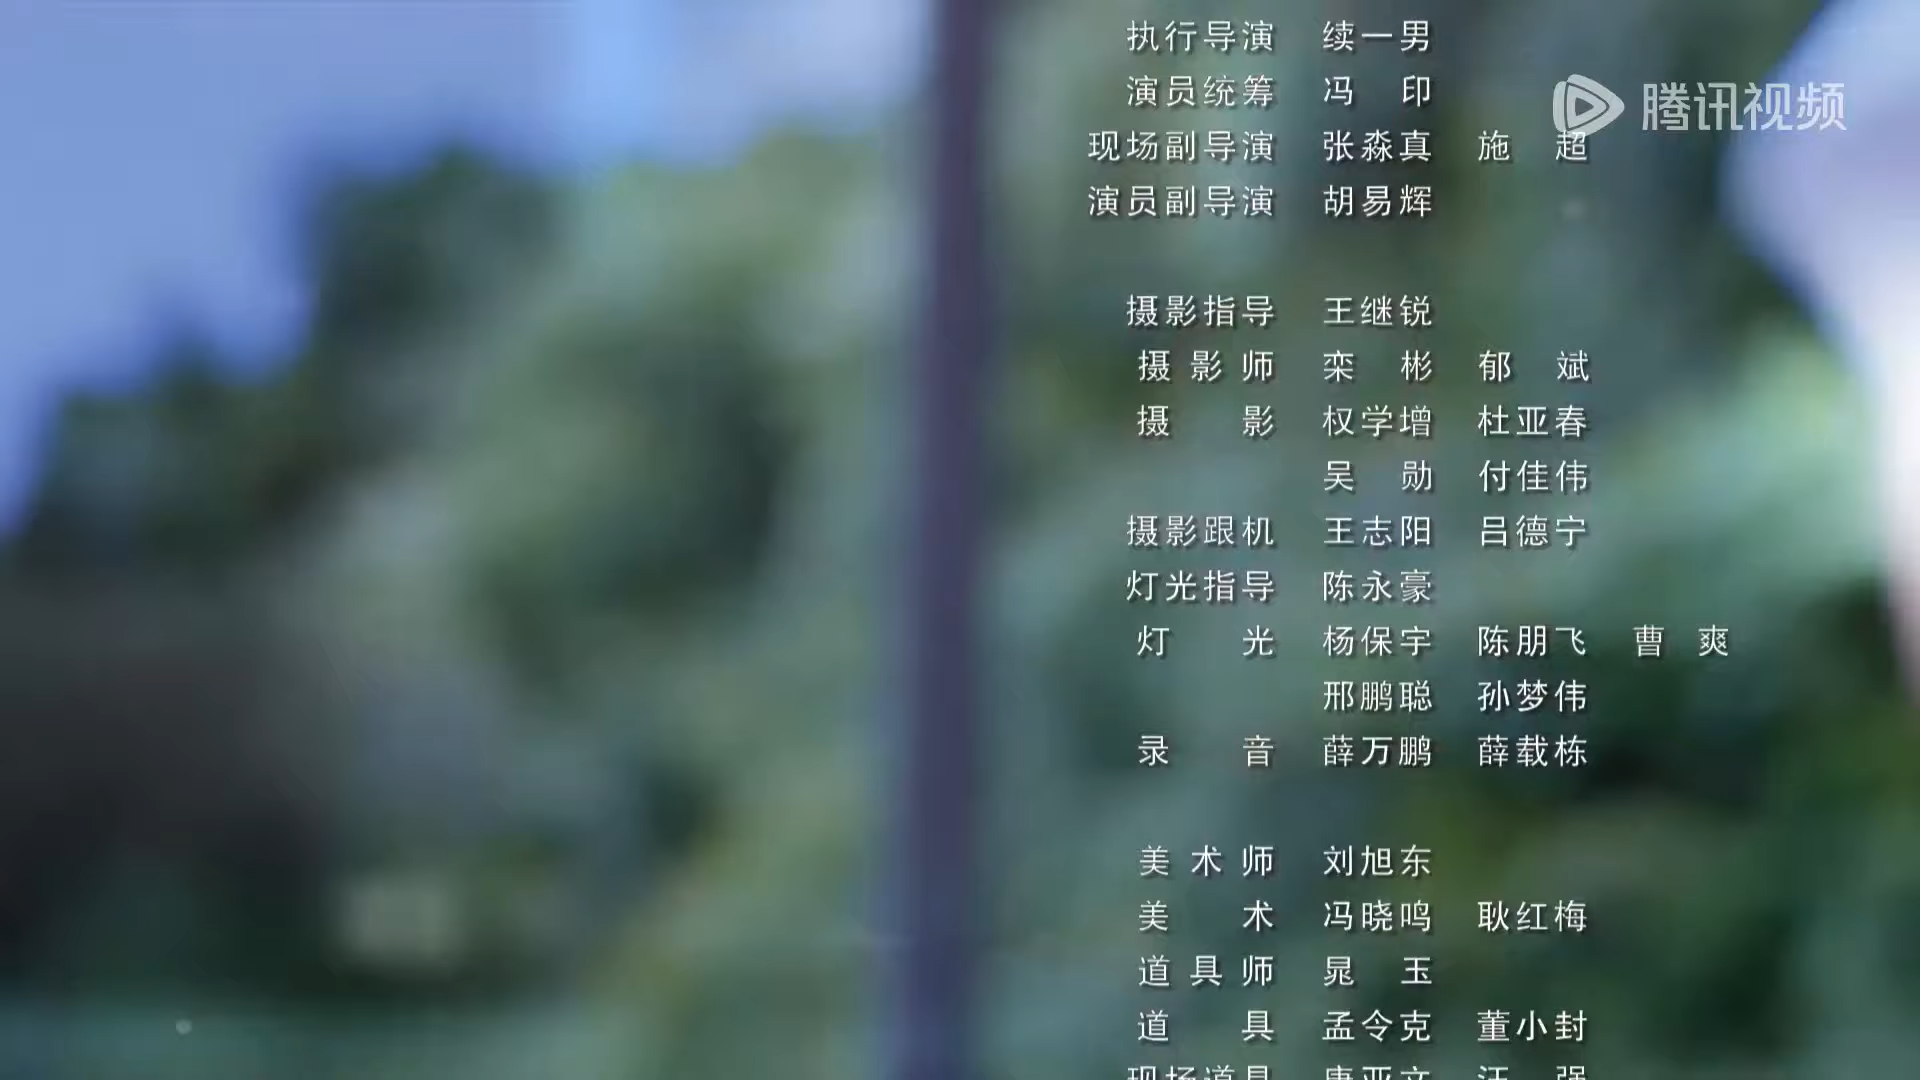 执行导演 续一男
演员统筹 冯 印
腾讯视频
现场副导演 张淼真 施 超
演员副导演 胡易辉
摄影指导 王继锐
摄影师 栾 彬 郁 斌
摄 影 权学增 杜亚春
吴 勋 付佳伟
摄影跟机 王志阳 吕德宁
灯光指导 陈永豪
灯 光 杨保宇 陈朋飞 曹 爽
邢鹏聪 孙梦伟
录 音 薛万鹏 薛载栋
美术师 刘旭东
美 术 冯晓鸣 耿红梅
道具师 晁 玉
道 具 孟令克 董小封
现场道具